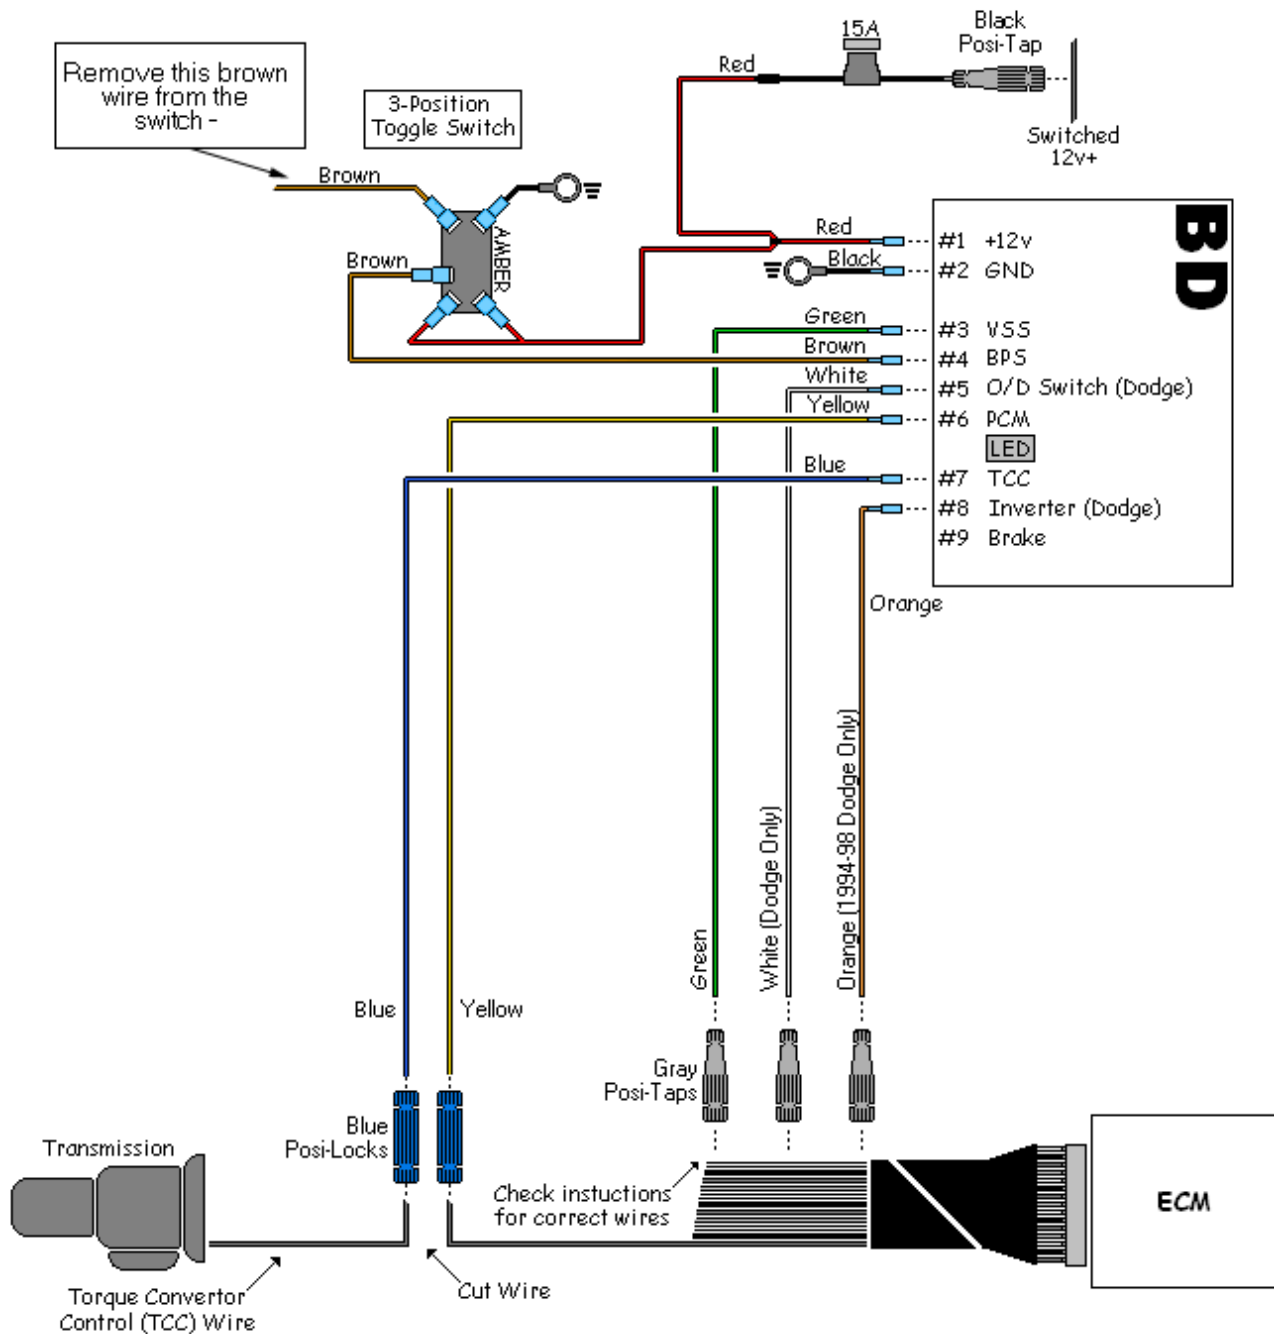 Remove this brown
wire from the
switch -
3-Position
Toggle Switch
15A
Black
Posi-Tap
Red
Switched
12v+
Brown
AMBER
Brown
Red
Black
Green
Brown
White
Yellow
Blue
BD
#1 +12v
#2 GND
#3 VSS
#4 BPS
#5 O/D Switch (Dodge)
#6 PCM
LED
#7 TCC
#8 Inverter (Dodge)
#9 Brake
Orange
Green
White (Dodge Only)
Orange (1994-98 Dodge Only)
Blue
Yellow
Gray
Posi-Taps
Blue
Posi-Locks
Transmission
Check instuctions
for correct wires
ECM
Cut Wire
Torque Convertor
Control (TCC) Wire